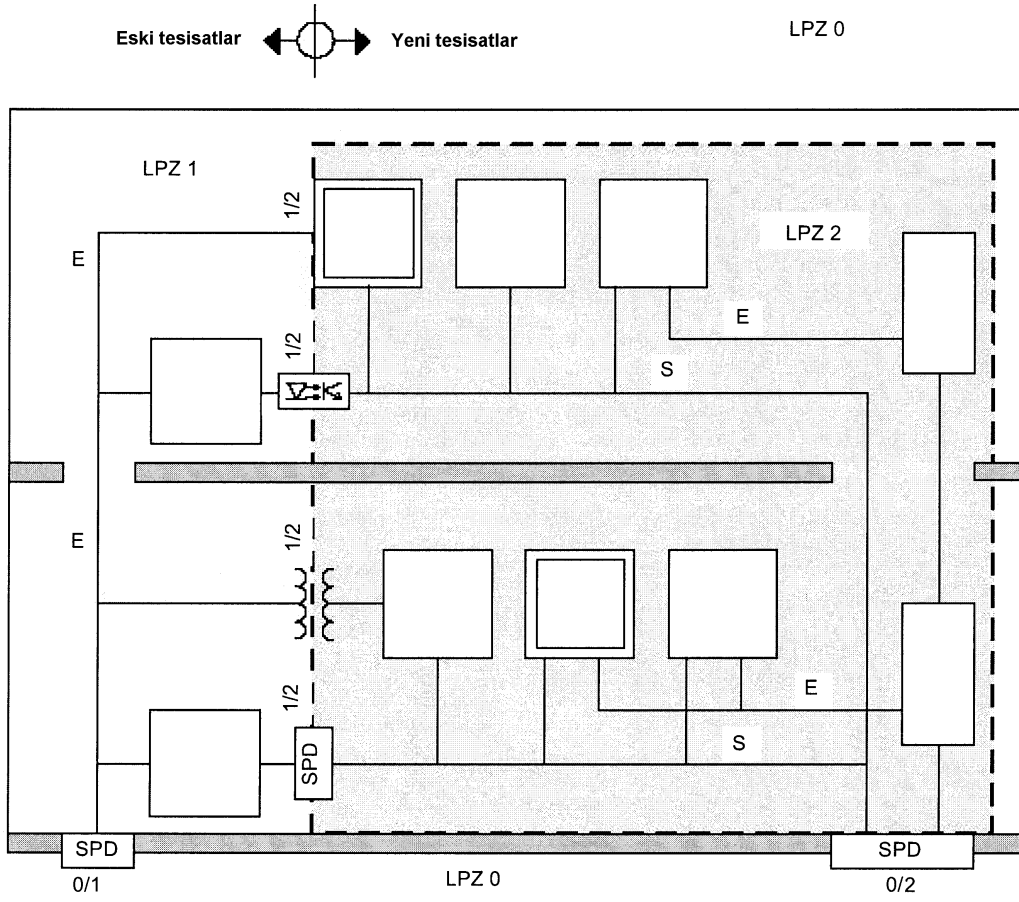 Eski tesisatlar
Yeni tesisatlar
LPZ 0
LPZ 1
1/2
LPZ 2
E
E
1/2
S
E
1/2
1/2
E
S
SPD
SPD
SPD
0/1
LPZ 0
0/2